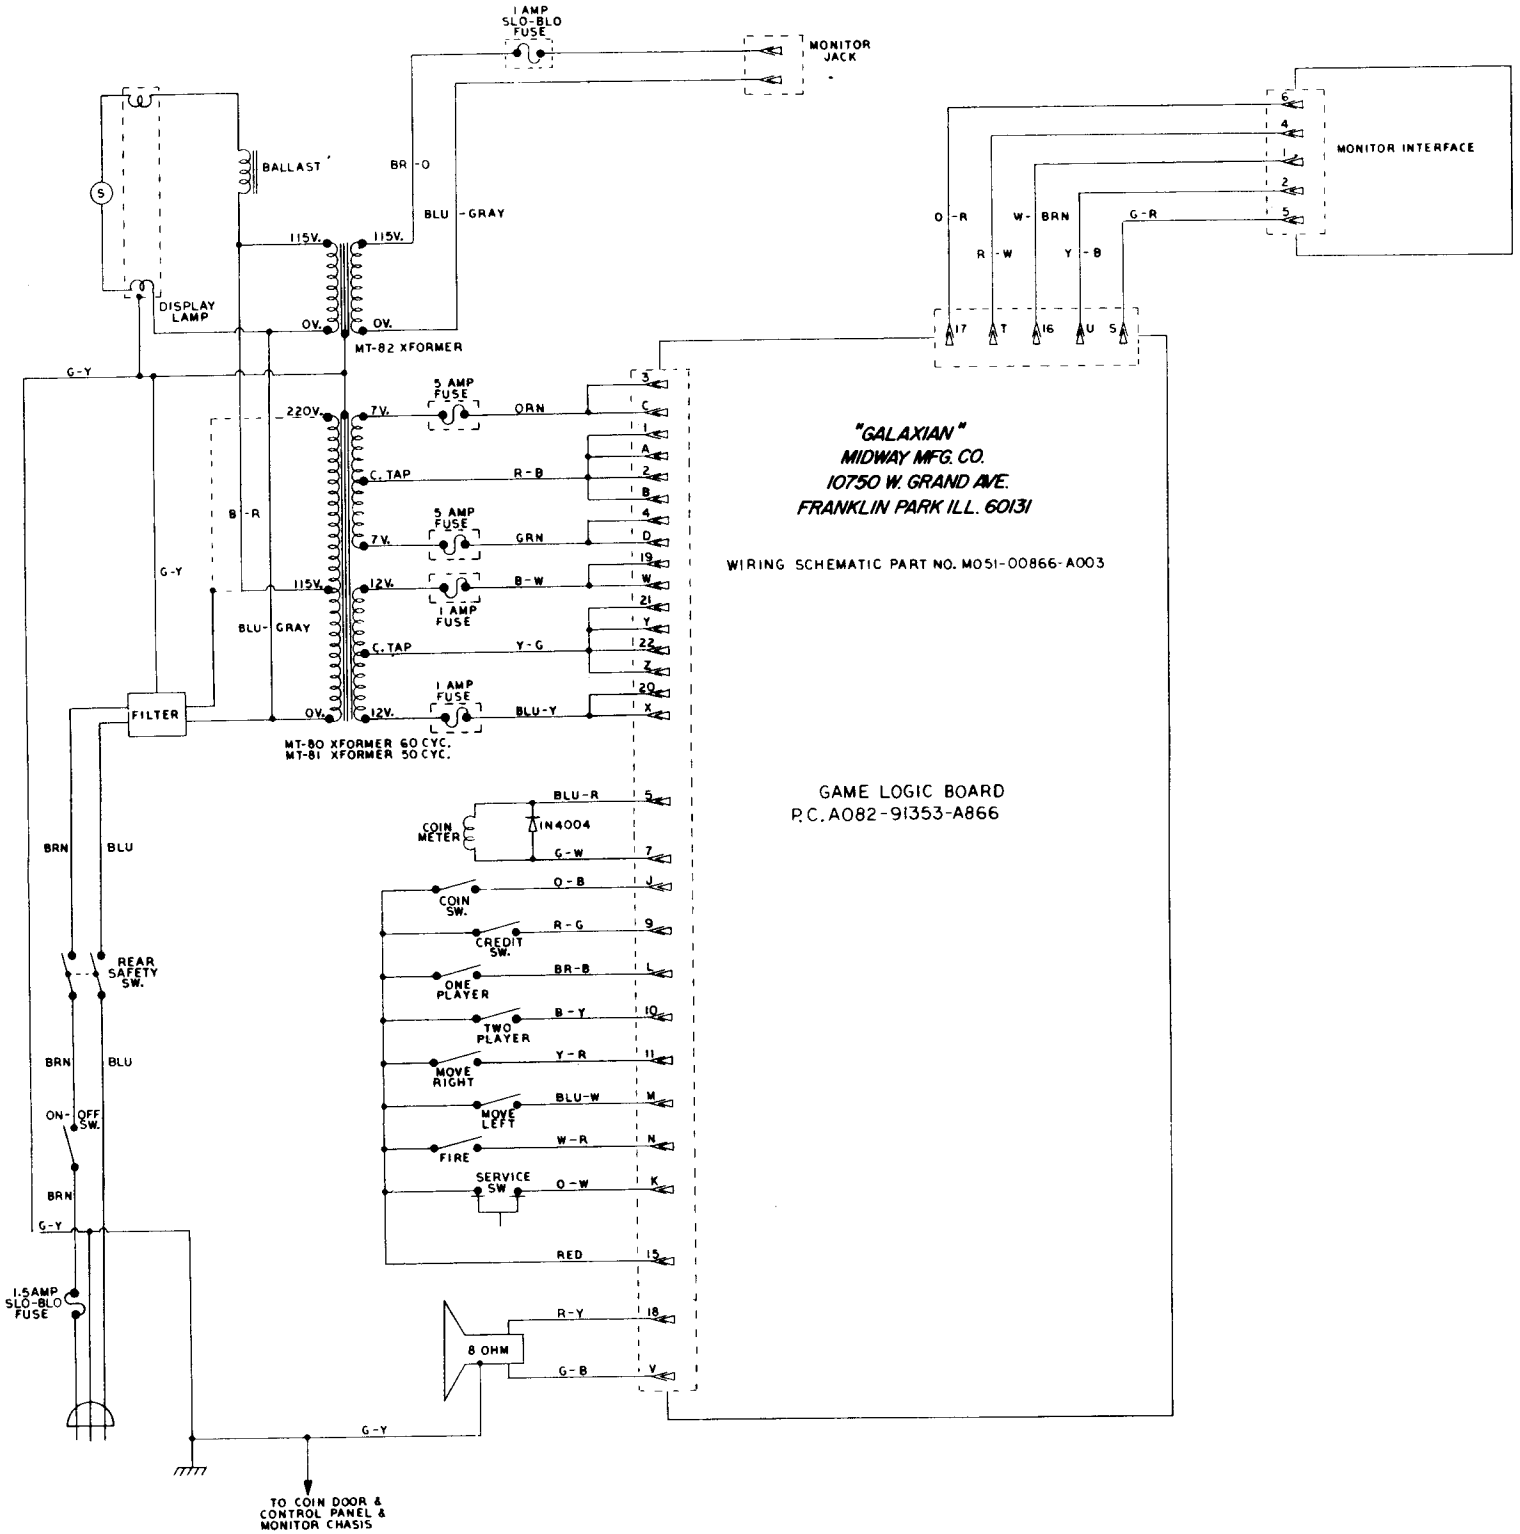 1 AMP
SLO-BLO
FUSE
MONITOR
JACK
BALLAST
S
BR-O
BLU-GRAY
115V.
115V.
0V.
0V.
DISPLAY
LAMP
MT-82 XFORMER
6
4
1
2
5
MONITOR INTERFACE
O-R
W-BRN
G-R
R-W
Y-B
17
T
16
U
S
G-Y
220V.
7V.
5 AMP
FUSE
ORN
3
C
1
A
C. TAP
R-B
2
B
B-R
5 AMP
FUSE
7V.
GRN
4
D
G-Y
115V.
12V.
B-W
19
W
1 AMP
FUSE
21
Y
BLU-GRAY
C. TAP
Y-G
22
Z
1 AMP
FUSE
20
FILTER
0V.
12V.
BLU-Y
X
MT-80 XFORMER 60 CYC.
MT-81 XFORMER 50 CYC.
"GALAXIAN"
MIDWAY MFG. CO.
10750 W. GRAND AVE.
FRANKLIN PARK ILL. 60131
WIRING SCHEMATIC PART NO. M051-00866-A003
GAME LOGIC BOARD
P.C. A082-91353-A866
BLU-R
5
COIN
METER
1N4004
G-W
7
BRN
BLU
O-B
J
COIN
SW.
R-G
9
CREDIT
SW.
REAR
SAFETY
SW.
BR-B
L
ONE
PLAYER
B-Y
10
TWO
PLAYER
BRN
BLU
Y-R
11
MOVE
RIGHT
BLU-W
M
MOVE
LEFT
ON-OFF
SW.
W-R
N
FIRE
BRN
SERVICE
SW
O-W
K
G-Y
RED
15
1.5AMP
SLO-BLO
FUSE
R-Y
18
8 OHM
G-B
V
G-Y
TO COIN DOOR &
CONTROL PANEL &
MONITOR CHASIS